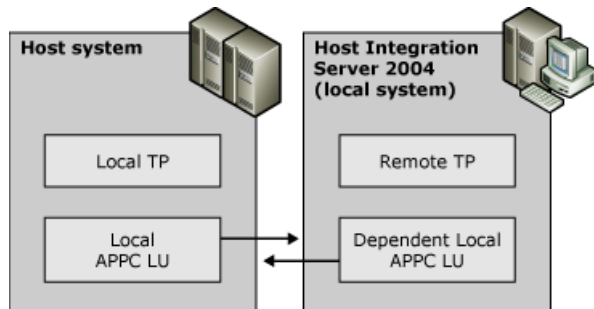 Host system
Host Integration
Server 2004
(local system)
Local TP
Remote TP
Local
APPC LU
Dependent Local
APPC LU